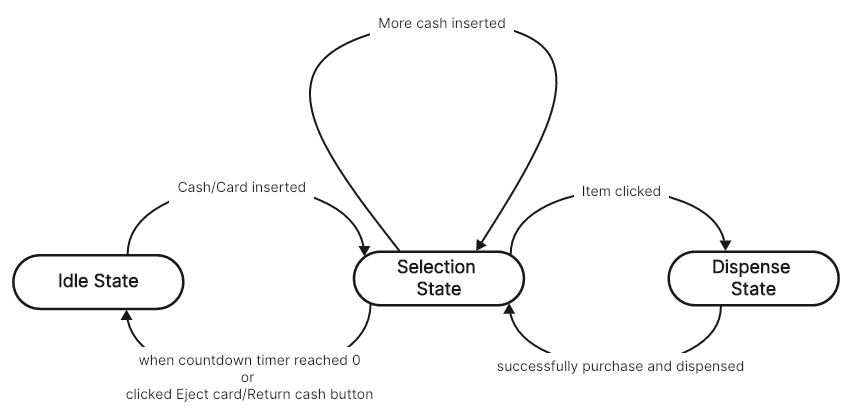 More cash inserted
Cash/Card inserted
Item clicked
Idle State
Selection
State
Dispense
State
when countdown timer reached 0
or
clicked Eject card/Return cash button
successfully purchase and dispensed